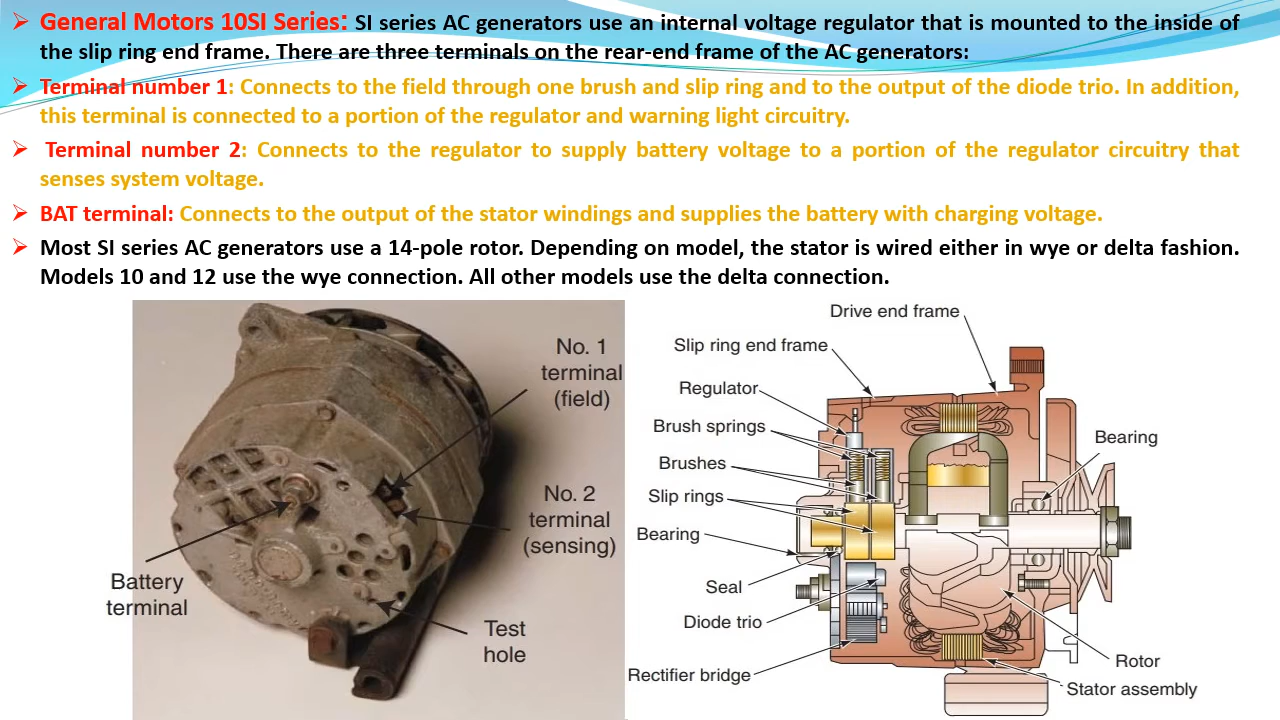 General Motors 10SI Series: SI series AC generators use an internal voltage regulator that is mounted to the inside of
the slip ring end frame. There are three terminals on the rear-end frame of the AC generators:
Terminal number 1: Connects to the field through one brush and slip ring and to the output of the diode trio. In addition,
this terminal is connected to a portion of the regulator and warning light circuitry.
Terminal number 2: Connects to the regulator to supply battery voltage to a portion of the regulator circuitry that
senses system voltage.
BAT terminal: Connects to the output of the stator windings and supplies the battery with charging voltage.
Most SI series AC generators use a 14-pole rotor. Depending on model, the stator is wired either in wye or delta fashion.
Models 10 and 12 use the wye connection. All other models use the delta connection.
No. 1
terminal
(field)
No. 2
terminal
(sensing)
Battery
terminal
Test
hole
Drive end frame
Slip ring end frame
Regulator
Brush springs
Brushes
Slip rings
Bearing
Seal
Diode trio
Rectifier bridge
Bearing
Rotor
Stator assembly